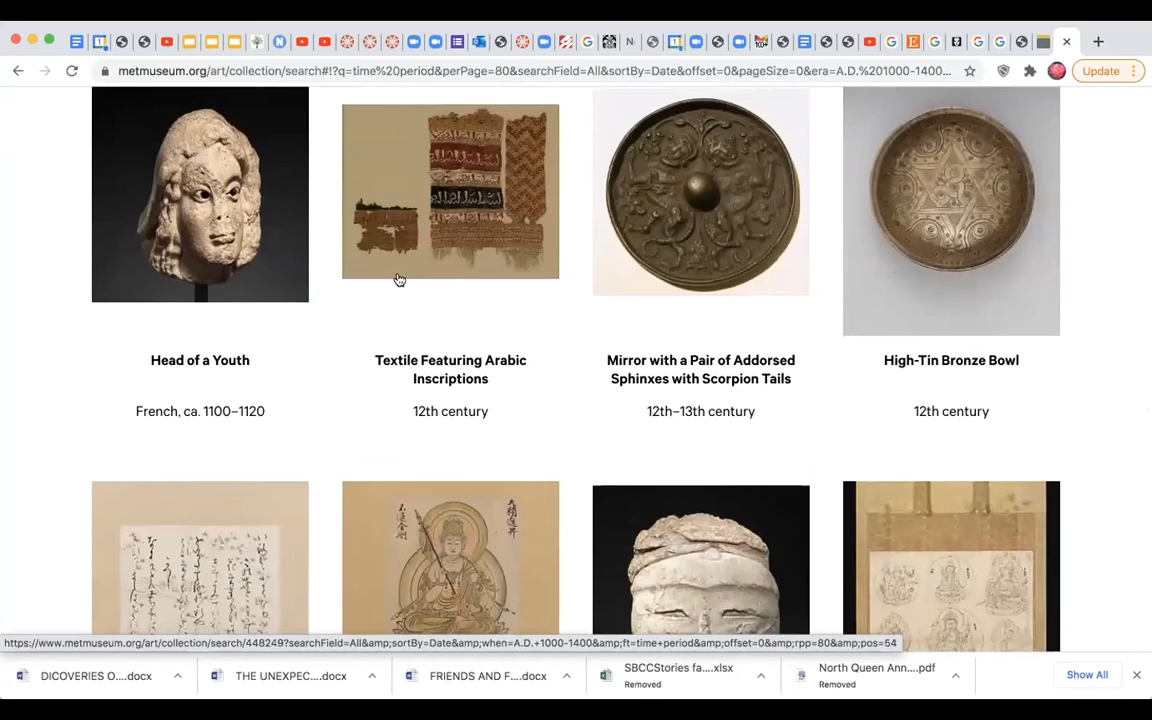 metmuseum.org/art/collection/search#!?q=time%20period&perPage=80&searchField=All&sortBy=Date&offset=0&pageSize=0&era=A.D.%201000-1400...
Update
Head of a Youth
French, ca. 1100–1120
Textile Featuring Arabic
Inscriptions
12th century
Mirror with a Pair of Addorsed
Sphinxes with Scorpion Tails
12th–13th century
High-Tin Bronze Bowl
12th century
https://www.metmuseum.org/art/collection/search/448249?searchField=All&amp;sortBy=Date&amp;when=A.D.+1000-1400&amp;ft=time+period&amp;offset=0&amp;rpp=80&amp;pos=54
DICOVERIES O....docx
THE UNEXPEC....docx
FRIENDS AND F....docx
SBCCStories fa....xlsx
Removed
North Queen Ann....pdf
Removed
Show All